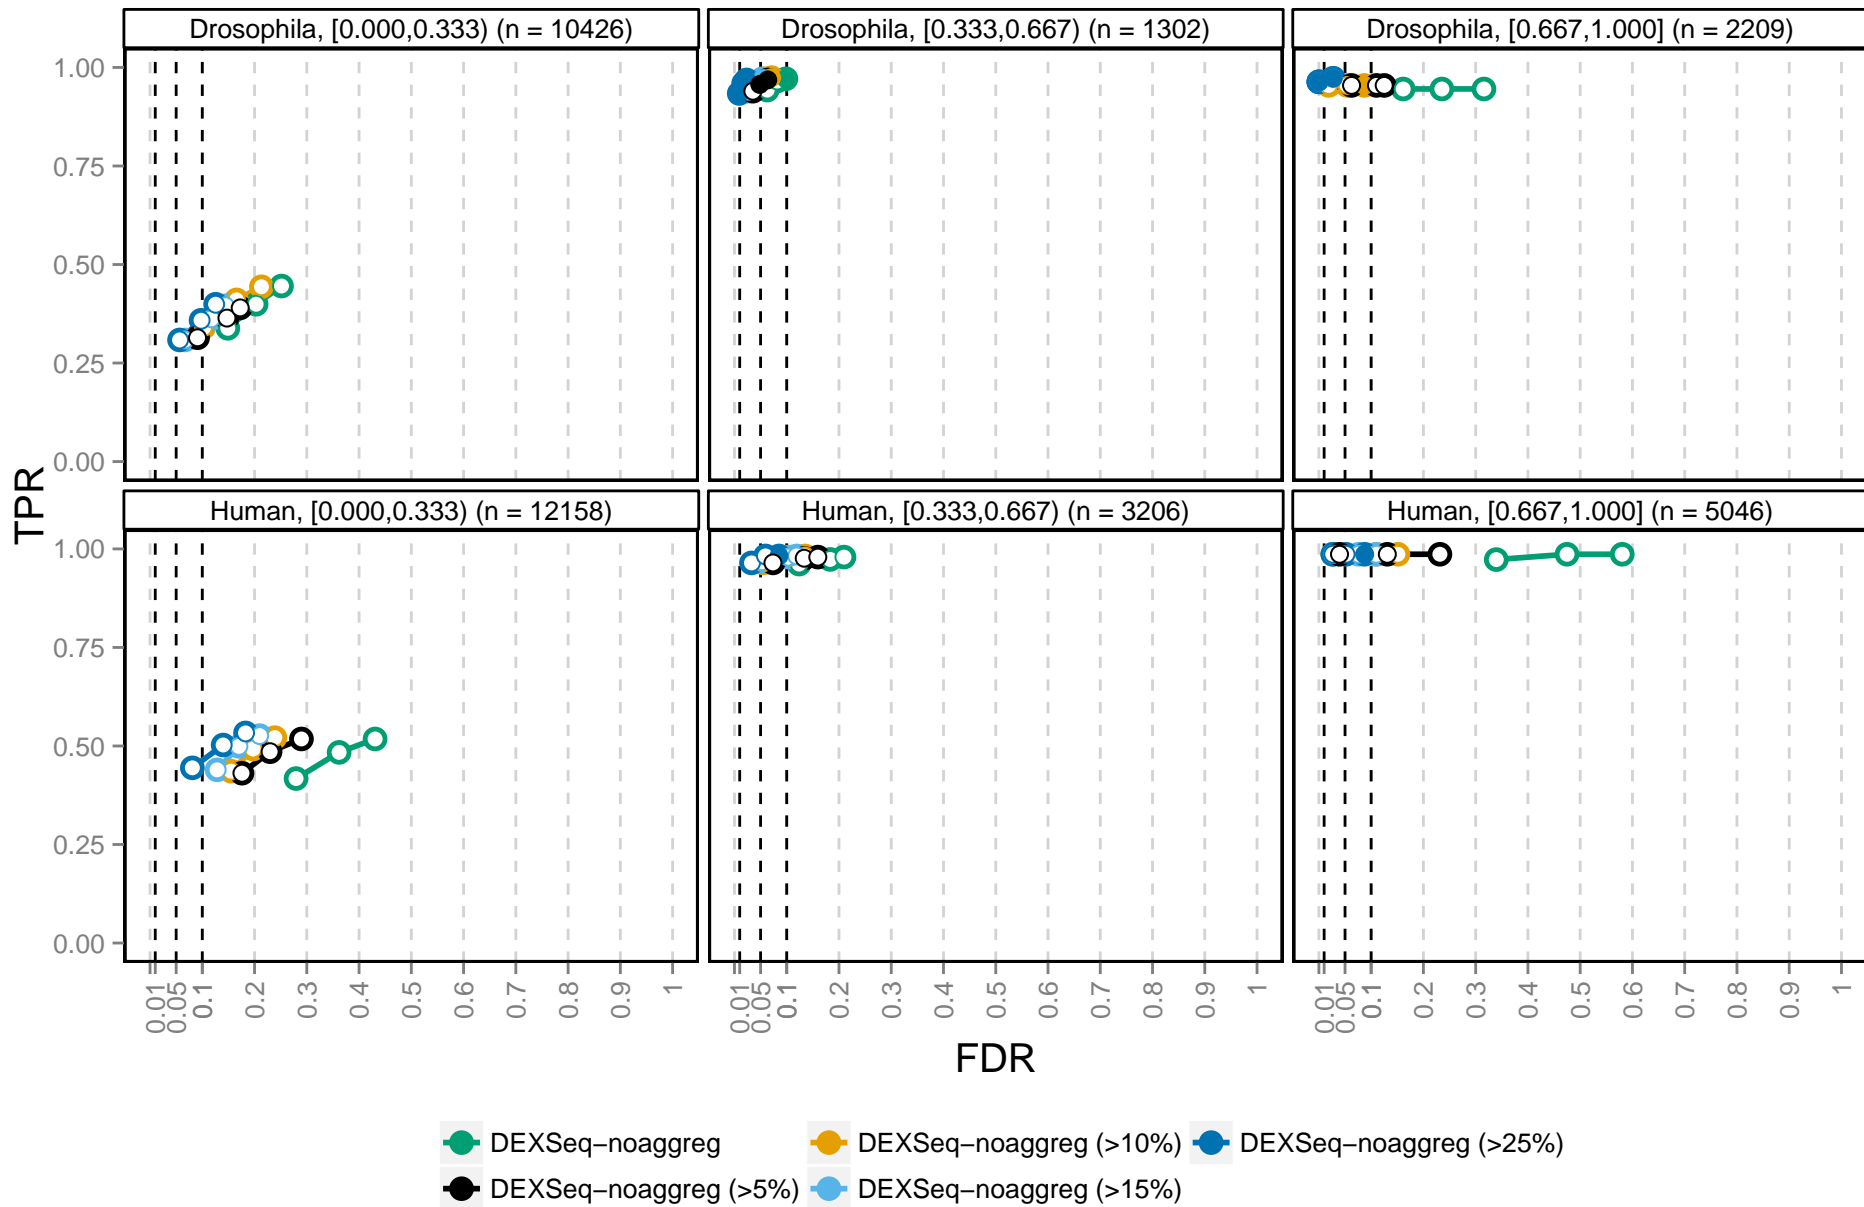 Drosophila, [0.000,0.333) (n = 10426)
Drosophila, [0.333,0.667) (n = 1302)
Drosophila, [0.667,1.000] (n = 2209)
1.00
0.75
0.50
0.25
0.00
Human, [0.000,0.333) (n = 12158)
Human, [0.333,0.667) (n = 3206)
Human, [0.667,1.000] (n = 5046)
1.00
0.75
0.50
0.25
0.00
TPR
0.01 0.05 0.1 0.2 0.3 0.4 0.5 0.6 0.7 0.8 0.9 1
0.01 0.05 0.1 0.2 0.3 0.4 0.5 0.6 0.7 0.8 0.9 1
0.01 0.05 0.1 0.2 0.3 0.4 0.5 0.6 0.7 0.8 0.9 1
FDR
DEXSeq−noaggreg
DEXSeq−noaggreg (>10%)
DEXSeq−noaggreg (>25%)
DEXSeq−noaggreg (>5%)
DEXSeq−noaggreg (>15%)